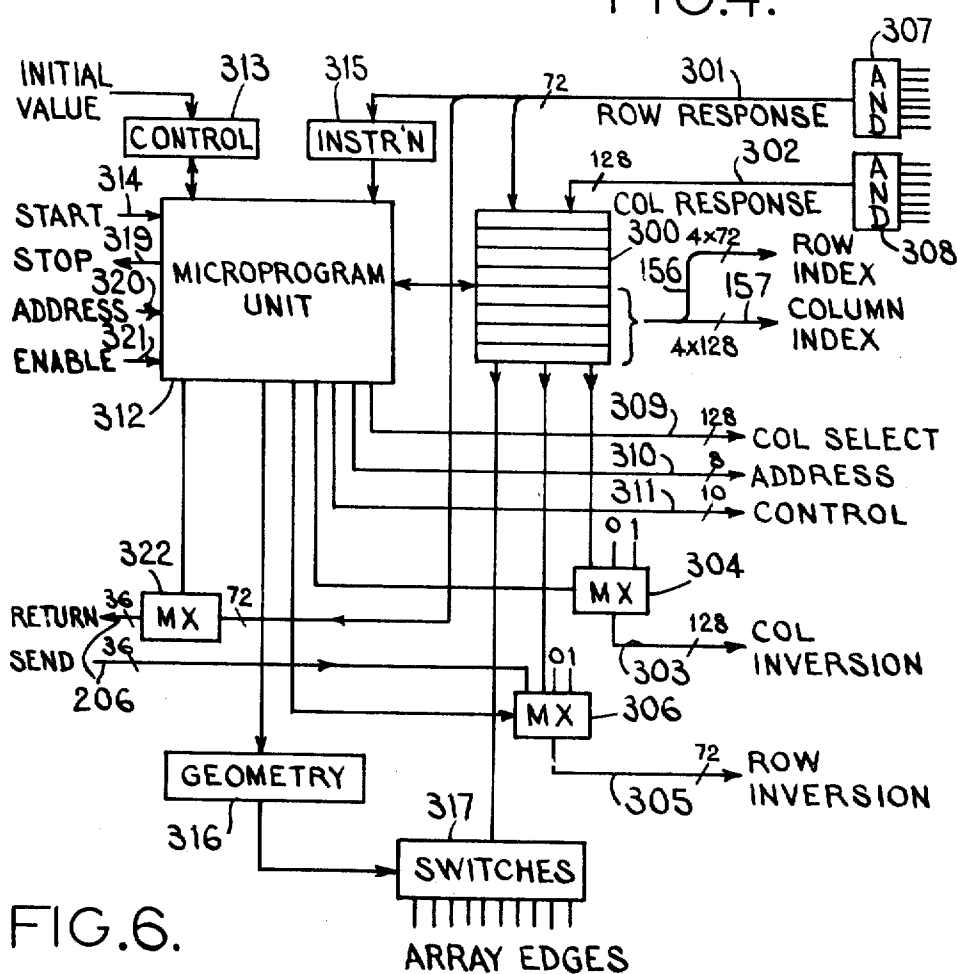 FIG.4.
307
INITIAL VALUE
313
315
72
301
AND
ROW RESPONSE
CONTROL
INSTR'N
128
302
AND
COL RESPONSE
308
314
START
319
STOP
320
ADDRESS
321
ENABLE
MICROPROGRAM UNIT
312
300
4x72
ROW INDEX
156
157
COLUMN INDEX
4x128
309
128
COL SELECT
310
8
ADDRESS
311
10
CONTROL
0 1
MX
304
322
RETURN
36
MX
72
303
128
COL INVERSION
SEND
36
206
0 1
MX
306
305
72
ROW INVERSION
GEOMETRY
316
317
SWITCHES
ARRAY EDGES
FIG.6.